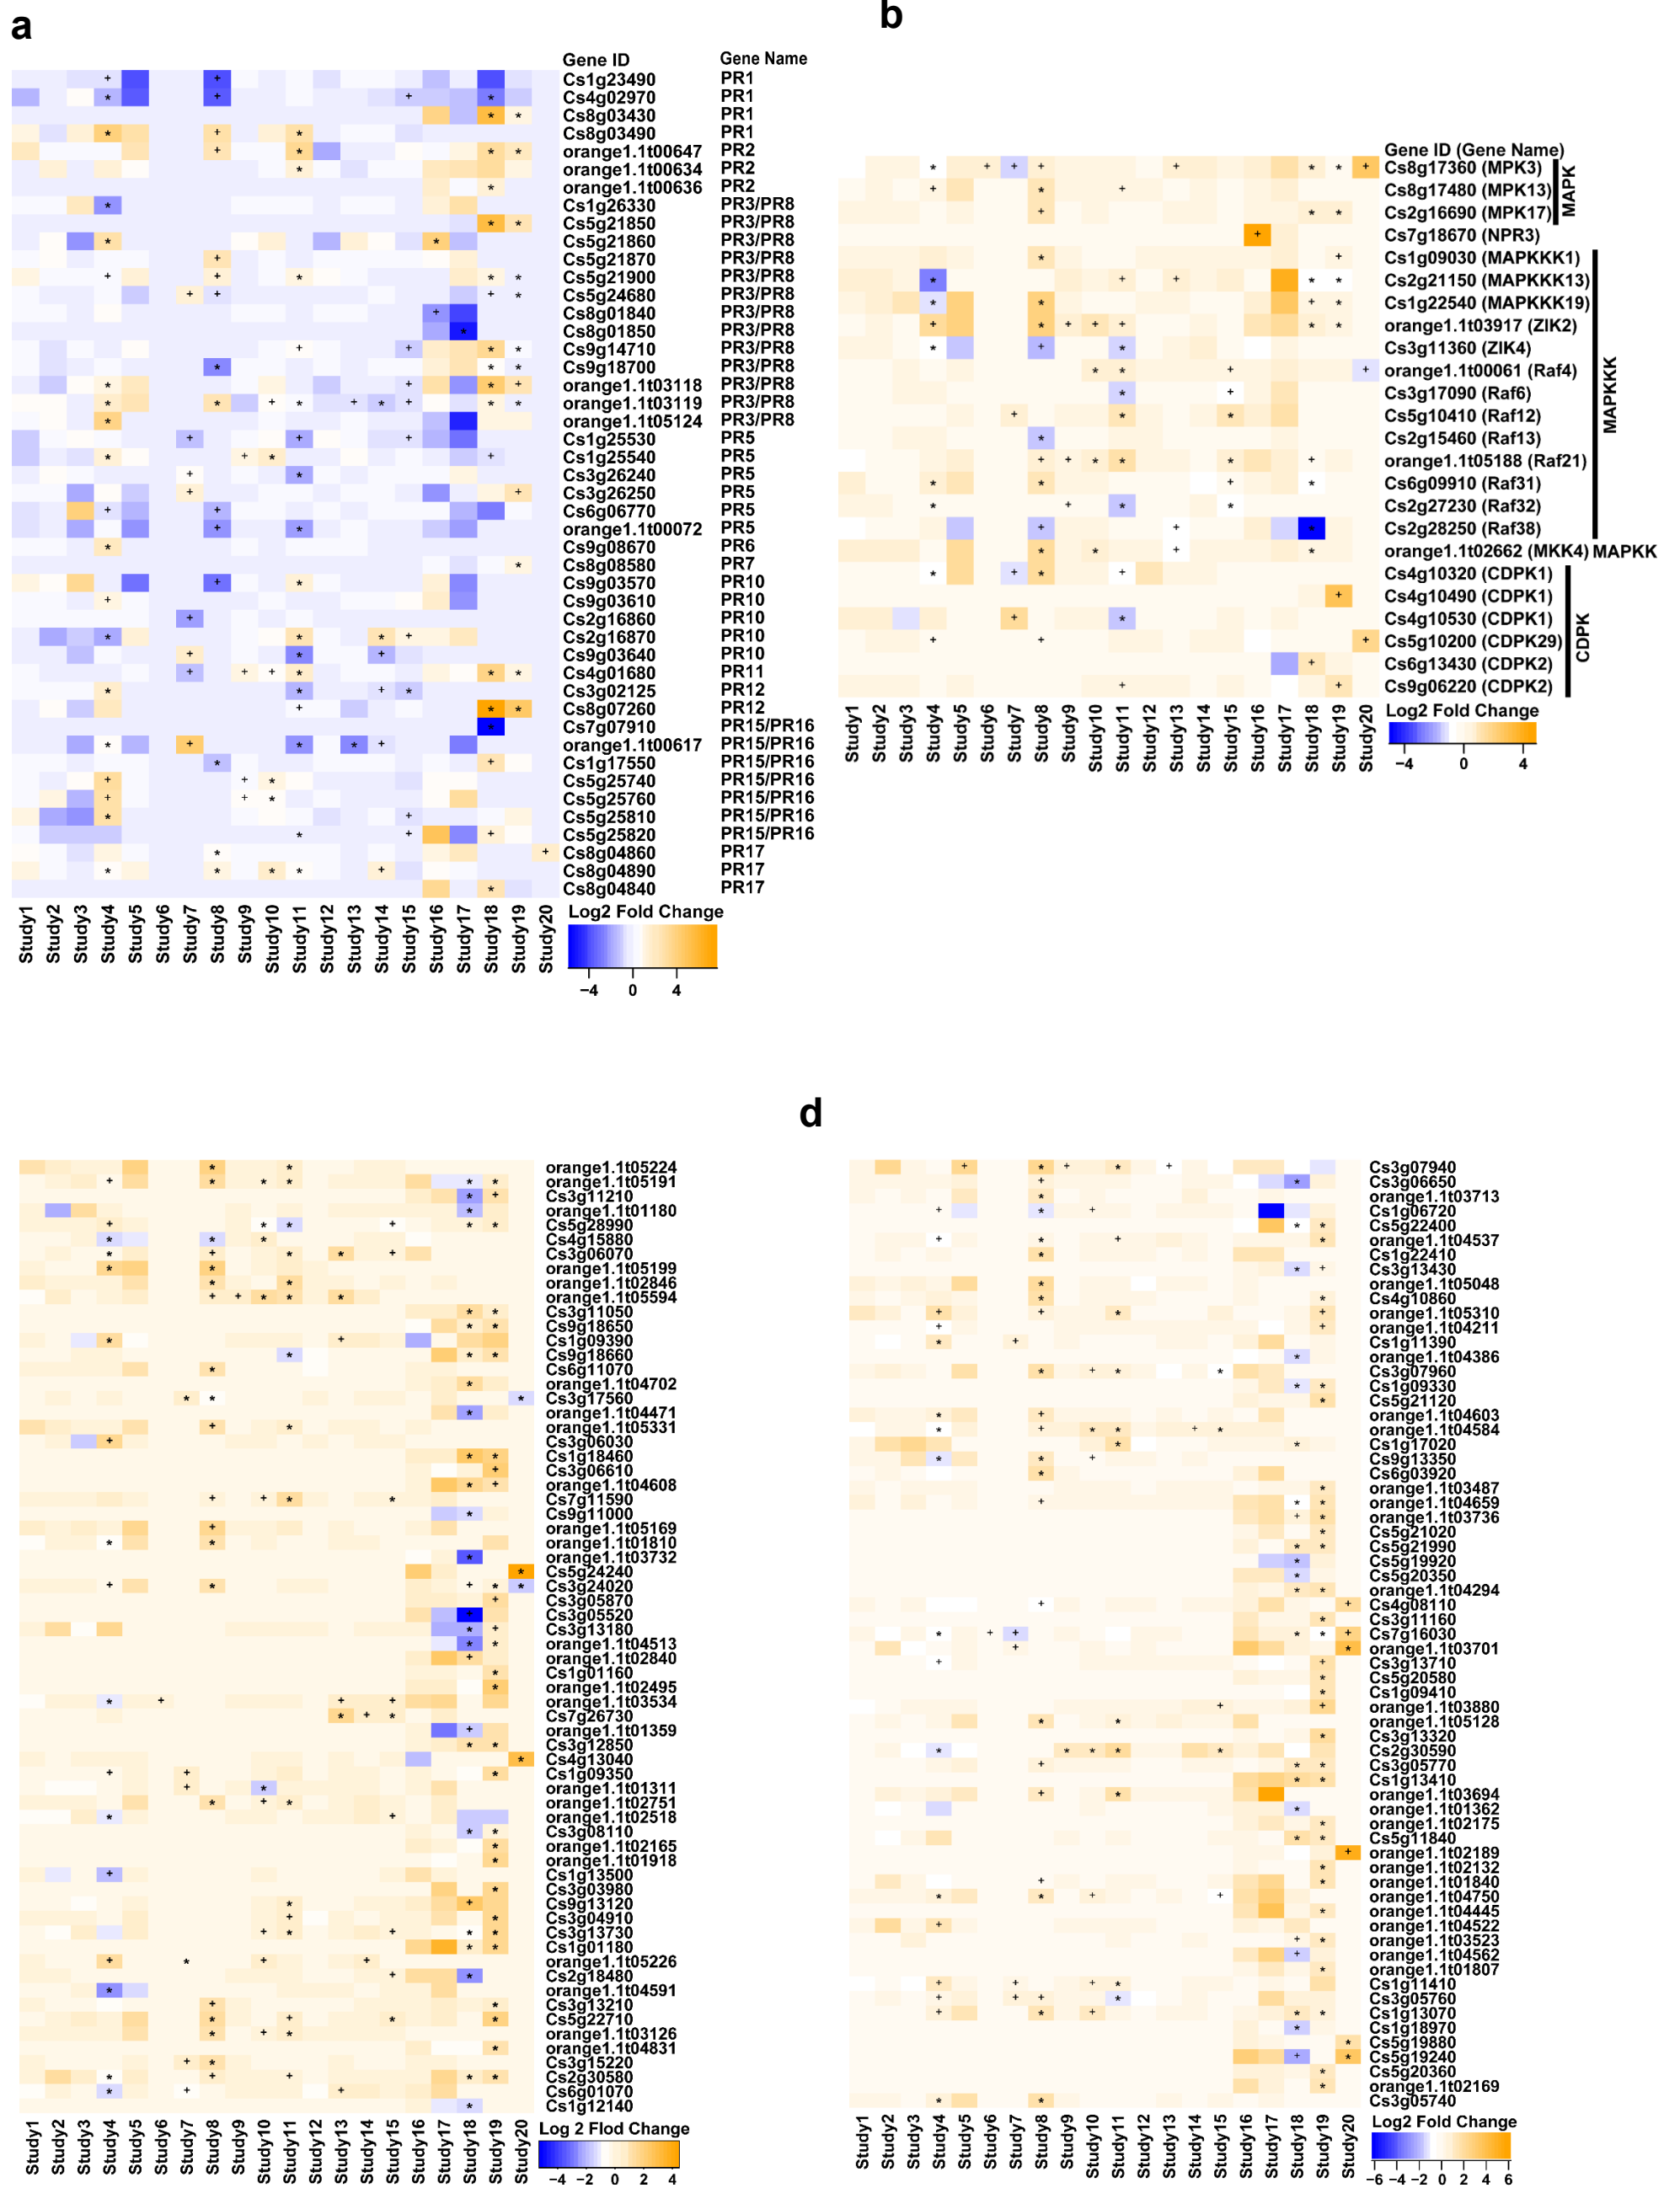 a
Gene ID Gene Name
Cs1g23490 PR1
Cs4g02970 PR1
Cs8g03430 PR1
Cs8g03490 PR1
orange1.1t00647 PR2
orange1.1t00634 PR2
orange1.1t00636 PR2
Cs1g26330 PR3/PR8
Cs5g21850 PR3/PR8
Cs5g21860 PR3/PR8
Cs5g21870 PR3/PR8
Cs5g21900 PR3/PR8
Cs5g24680 PR3/PR8
Cs8g01840 PR3/PR8
Cs8g01850 PR3/PR8
Cs9g14710 PR3/PR8
Cs9g18700 PR3/PR8
orange1.1t03118 PR3/PR8
orange1.1t03119 PR3/PR8
orange1.1t05124 PR3/PR8
Cs1g25530 PR5
Cs1g25540 PR5
Cs3g26240 PR5
Cs3g26250 PR5
Cs6g06770 PR5
orange1.1t00072 PR5
Cs9g08670 PR6
Cs8g08580 PR7
Cs9g03570 PR10
Cs9g03610 PR10
Cs2g16860 PR10
Cs2g16870 PR10
Cs9g03640 PR10
Cs4g01680 PR11
Cs3g02125 PR12
Cs8g07260 PR12
Cs7g07910 PR15/PR16
orange1.1t00617 PR15/PR16
Cs1g17550 PR15/PR16
Cs5g25740 PR15/PR16
Cs5g25760 PR15/PR16
Cs5g25810 PR15/PR16
Cs5g25820 PR15/PR16
Cs8g04860 PR17
Cs8g04890 PR17
Cs8g04840 PR17
Study1 Study2 Study3 Study4 Study5 Study6 Study7 Study8 Study9 Study10 Study11 Study12 Study13 Study14 Study15 Study16 Study17 Study18 Study19 Study20
Log2 Fold Change
−4 0 4
b
Gene ID (Gene Name)
Cs8g17360 (MPK3)
Cs8g17480 (MPK13)
Cs2g16690 (MPK17)
MAPK
Cs7g18670 (NPR3)
Cs1g09030 (MAPKKK1)
Cs2g21150 (MAPKKK13)
Cs1g22540 (MAPKKK19)
orange1.1t03917 (ZIK2)
Cs3g11360 (ZIK4)
orange1.1t00061 (Raf4)
Cs3g17090 (Raf6)
Cs5g10410 (Raf12)
Cs2g15460 (Raf13)
orange1.1t05188 (Raf21)
Cs6g09910 (Raf31)
Cs2g27230 (Raf32)
Cs2g28250 (Raf38)
MAPKKK
orange1.1t02662 (MKK4) MAPKK
Cs4g10320 (CDPK1)
Cs4g10490 (CDPK1)
Cs4g10530 (CDPK1)
Cs5g10200 (CDPK29)
Cs6g13430 (CDPK2)
Cs9g06220 (CDPK2)
CDPK
Study1 Study2 Study3 Study4 Study5 Study6 Study7 Study8 Study9 Study10 Study11 Study12 Study13 Study14 Study15 Study16 Study17 Study18 Study19 Study20
Log2 Fold Change
−4 0 4
orange1.1t05224
orange1.1t05191
Cs3g11210
orange1.1t01180
Cs5g28990
Cs4g15880
Cs3g06070
orange1.1t05199
orange1.1t02846
orange1.1t05594
Cs3g11050
Cs9g18650
Cs1g09390
Cs9g18660
Cs6g11070
orange1.1t04702
Cs3g17560
orange1.1t04471
orange1.1t05331
Cs3g06030
Cs1g18460
Cs3g06610
orange1.1t04608
Cs7g11590
Cs9g11000
orange1.1t05169
orange1.1t01810
orange1.1t03732
Cs5g24240
Cs3g24020
Cs3g05870
Cs3g05520
Cs3g13180
orange1.1t04513
orange1.1t02840
Cs1g01160
orange1.1t02495
orange1.1t03534
Cs7g26730
orange1.1t01359
Cs3g12850
Cs4g13040
Cs1g09350
orange1.1t01311
orange1.1t02751
orange1.1t02518
Cs3g08110
orange1.1t02165
orange1.1t01918
Cs1g13500
Cs3g03980
Cs9g13120
Cs3g04910
Cs3g13730
Cs1g01180
orange1.1t05226
Cs2g18480
orange1.1t04591
Cs3g13210
Cs5g22710
orange1.1t03126
orange1.1t04831
Cs3g15220
Cs2g30580
Cs6g01070
Cs1g12140
Study1 Study2 Study3 Study4 Study5 Study6 Study7 Study8 Study9 Study10 Study11 Study12 Study13 Study14 Study15 Study16 Study17 Study18 Study19 Study20
Log 2 Flod Change
−4 −2 0 2 4
d
Cs3g07940
Cs3g06650
orange1.1t03713
Cs1g06720
Cs5g22400
orange1.1t04537
Cs1g22410
Cs3g13430
orange1.1t05048
Cs4g10860
orange1.1t05310
orange1.1t04211
Cs1g11390
orange1.1t04386
Cs3g07960
Cs1g09330
Cs5g21120
orange1.1t04603
orange1.1t04584
Cs1g17020
Cs9g13350
Cs6g03920
orange1.1t03487
orange1.1t04659
orange1.1t03736
Cs5g21020
Cs5g21990
Cs5g19920
Cs5g20350
orange1.1t04294
Cs4g08110
Cs3g11160
Cs7g16030
orange1.1t03701
Cs3g13710
Cs5g20580
Cs1g09410
orange1.1t03880
orange1.1t05128
Cs3g13320
Cs2g30590
Cs3g05770
Cs1g13410
orange1.1t03694
orange1.1t01362
orange1.1t02175
Cs5g11840
orange1.1t02189
orange1.1t02132
orange1.1t01840
orange1.1t04750
orange1.1t04445
orange1.1t04522
orange1.1t03523
orange1.1t04562
orange1.1t01807
Cs1g11410
Cs3g05760
Cs1g13070
Cs1g18970
Cs5g19880
Cs5g19240
Cs5g20360
orange1.1t02169
Cs3g05740
Study1 Study2 Study3 Study4 Study5 Study6 Study7 Study8 Study9 Study10 Study11 Study12 Study13 Study14 Study15 Study16 Study17 Study18 Study19 Study20
Log2 Fold Change
−6 −4 −2 0 2 4 6